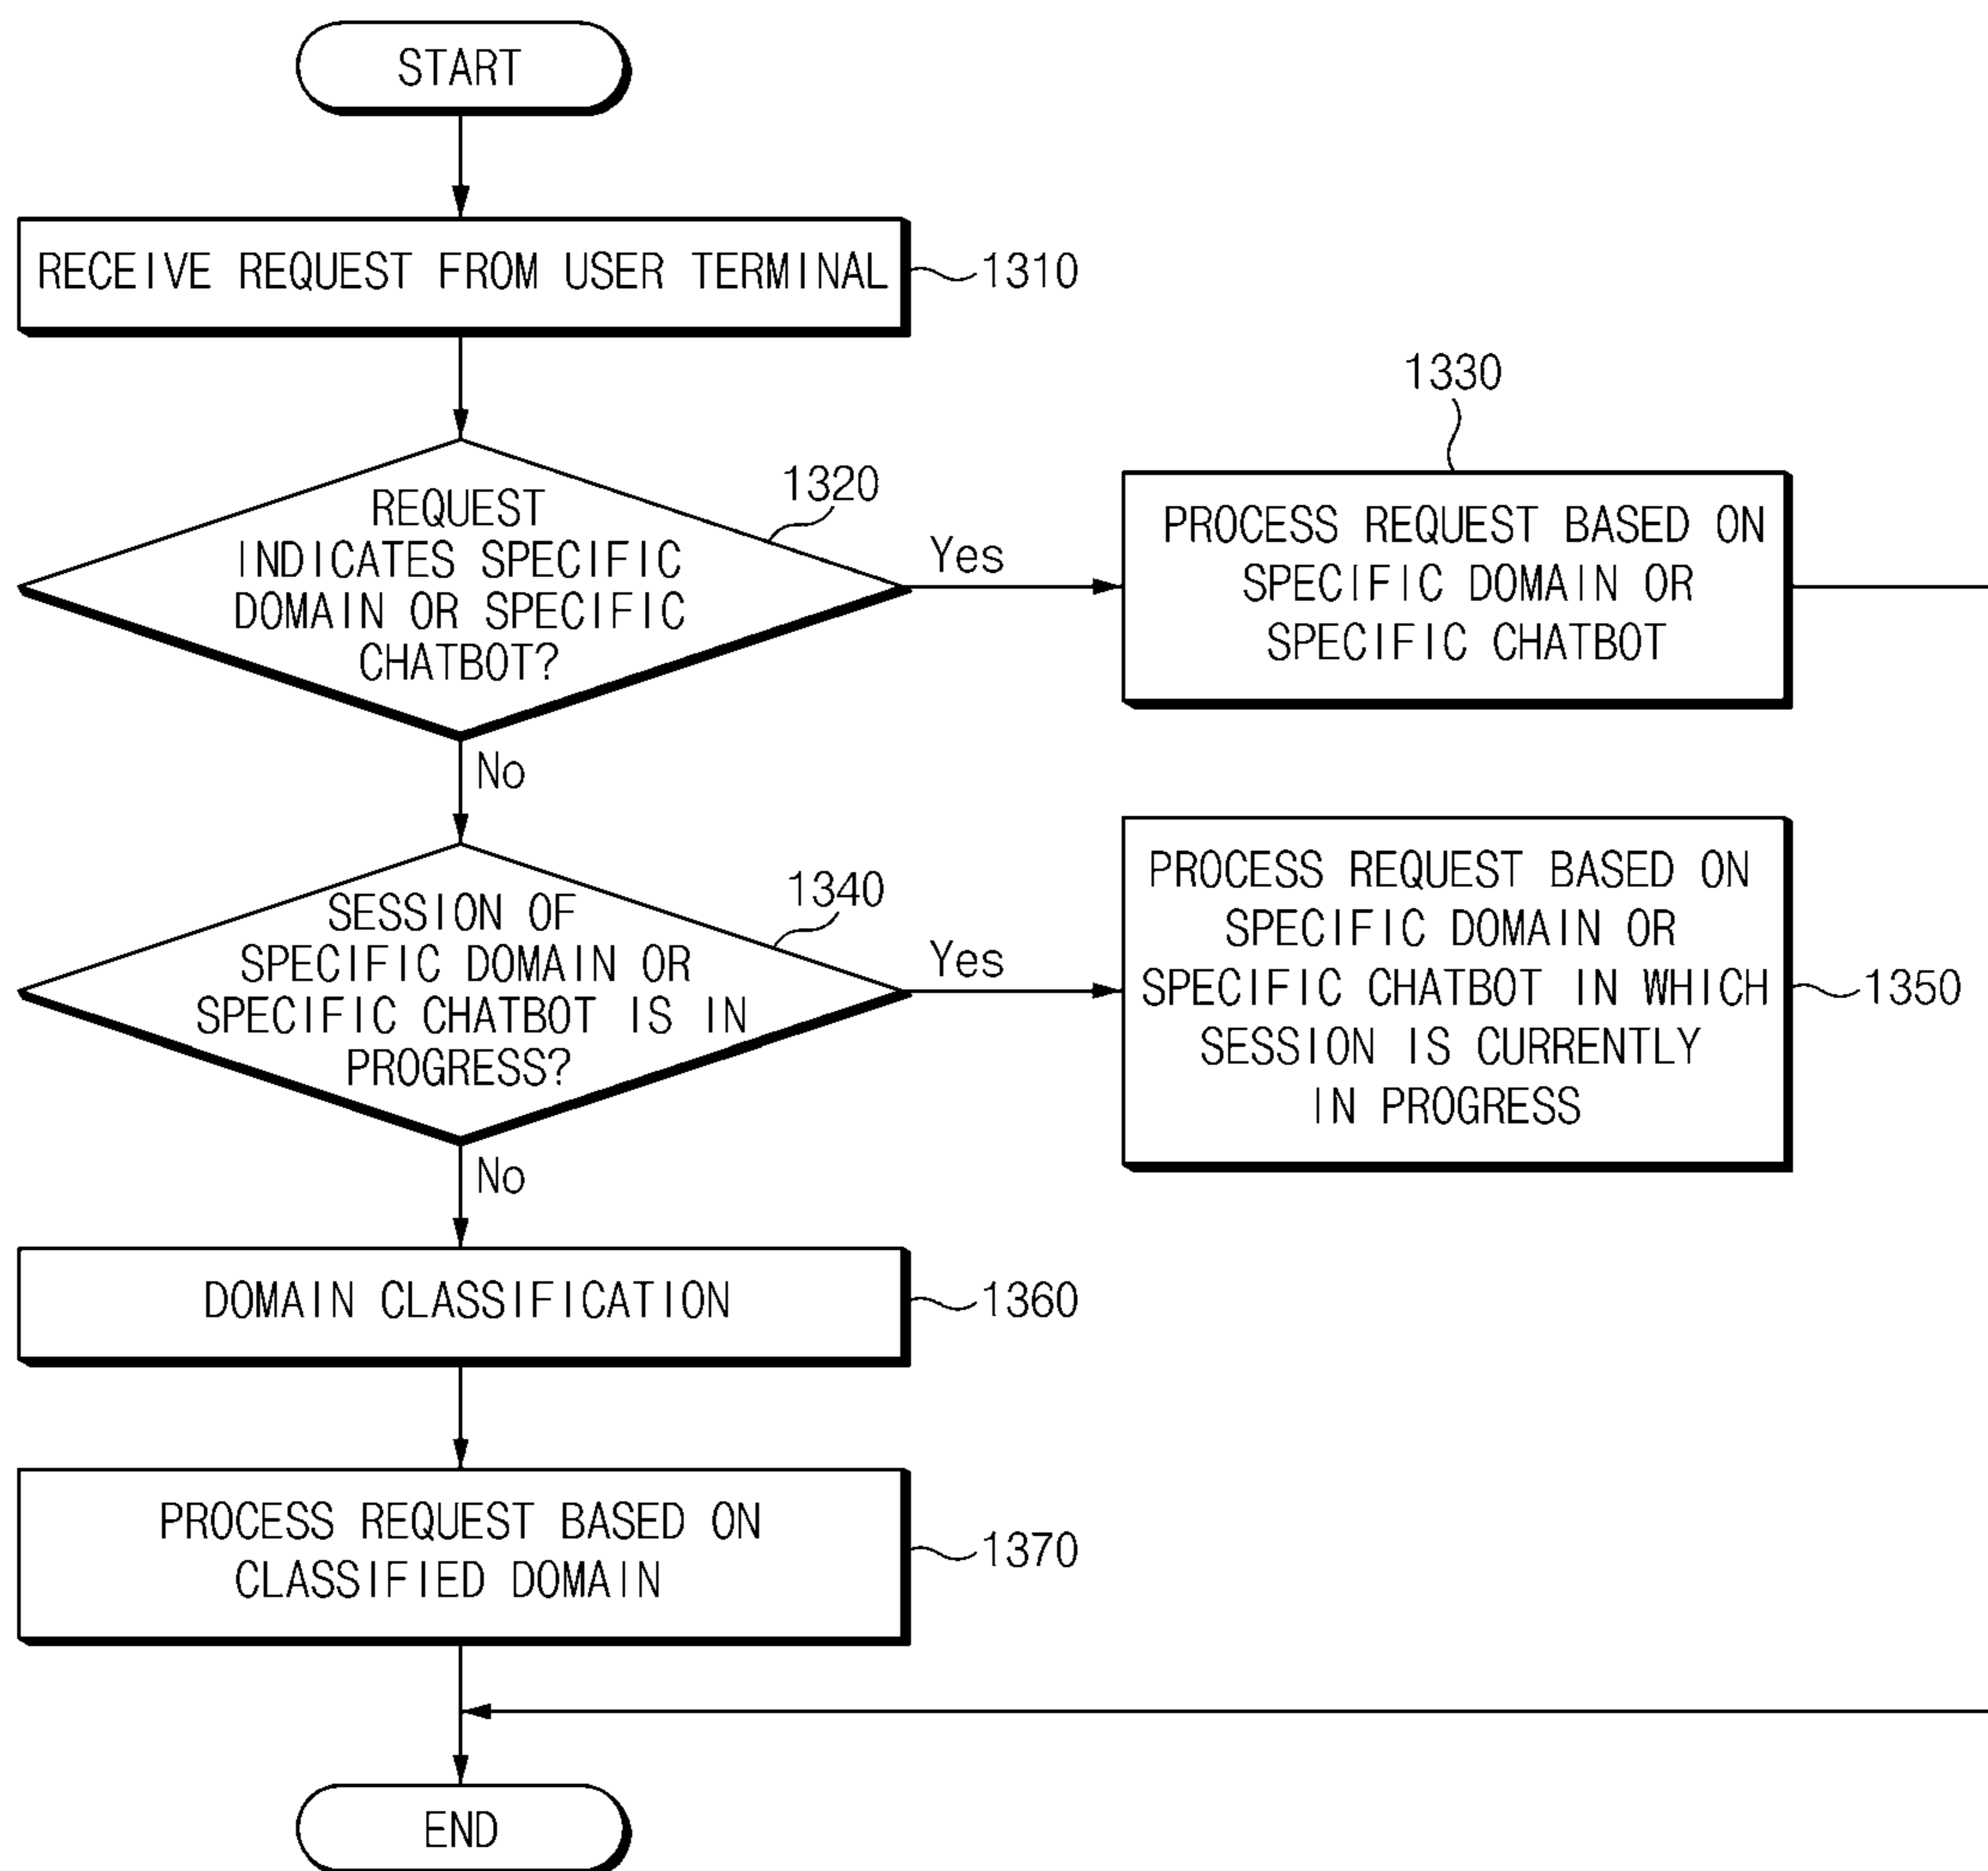 START
RECEIVE REQUEST FROM USER TERMINAL
1310
REQUEST
INDICATES SPECIFIC
DOMAIN OR SPECIFIC
CHATBOT?
1320
Yes
1330
PROCESS REQUEST BASED ON
SPECIFIC DOMAIN OR
SPECIFIC CHATBOT
No
SESSION OF
SPECIFIC DOMAIN OR
SPECIFIC CHATBOT IS IN
PROGRESS?
1340
Yes
PROCESS REQUEST BASED ON
SPECIFIC DOMAIN OR
SPECIFIC CHATBOT IN WHICH
SESSION IS CURRENTLY
IN PROGRESS
1350
No
DOMAIN CLASSIFICATION
1360
PROCESS REQUEST BASED ON
CLASSIFIED DOMAIN
1370
END